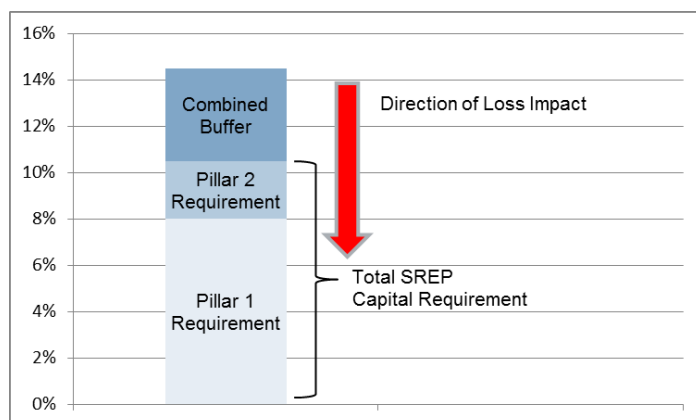 16%
14%
12%
10%
8%
6%
4%
2%
0%
Combined
Buffer
Pillar 2
Requirement
Pillar 1
Requirement
Direction of Loss Impact
Total SREP
Capital Requirement